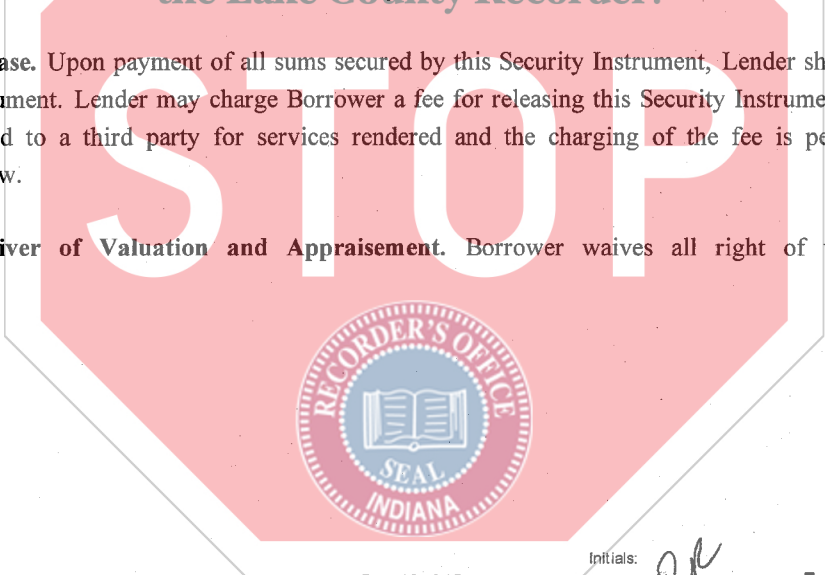 the Lake County Recorder!
ase. Upon payment of all sums secured by this Security Instrument, Lender sh
ument. Lender may charge Borrower a fee for releasing this Security Instrume
d to a third party for services rendered and the charging of the fee is pe
w.
STOP
iver of Valuation and Appraisement. Borrower waives all right of
RECORDER'S OFFICE
SEAL
INDIANA
Initials: